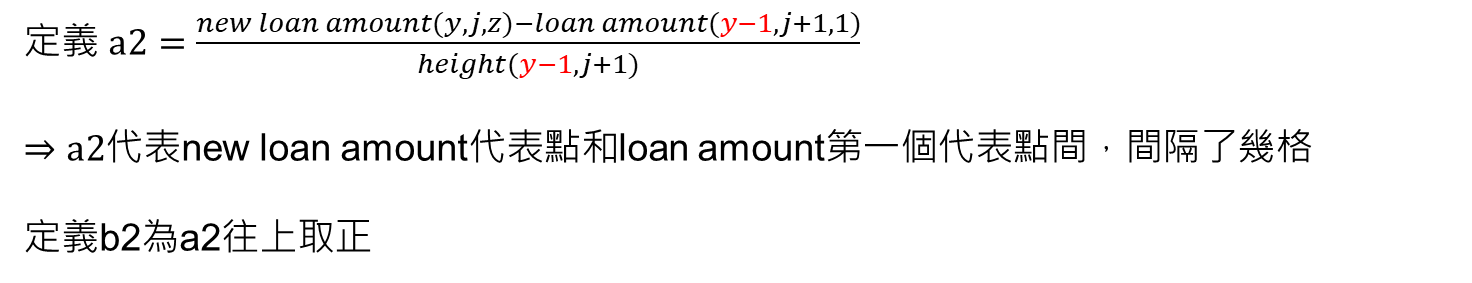 定義 a2 = \frac{new loan amount(y,j,z)−loan amount(y−1,j+1,1)}{height(y−1,j+1)}
⇒ a2代表new loan amount代表點和loan amount第一個代表點間，間隔了幾格
定義b2為a2往上取正